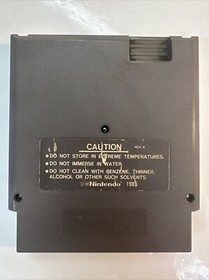 CAUTION
• DO NOT STORE IN EXTREME TEMPERATURES.
• DO NOT IMMERSE IN WATER.
• DO NOT CLEAN WITH BENZENE, THINNER,
ALCOHOL OR OTHER SUCH SOLVENTS.
Nintendo 1985